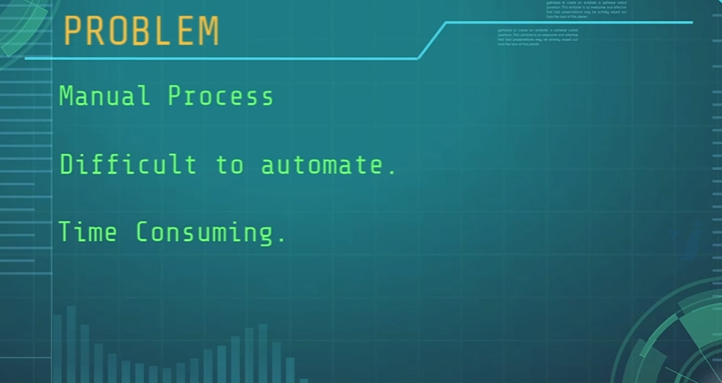 PROBLEM
Manual Process
Difficult to automate.
Time Consuming.